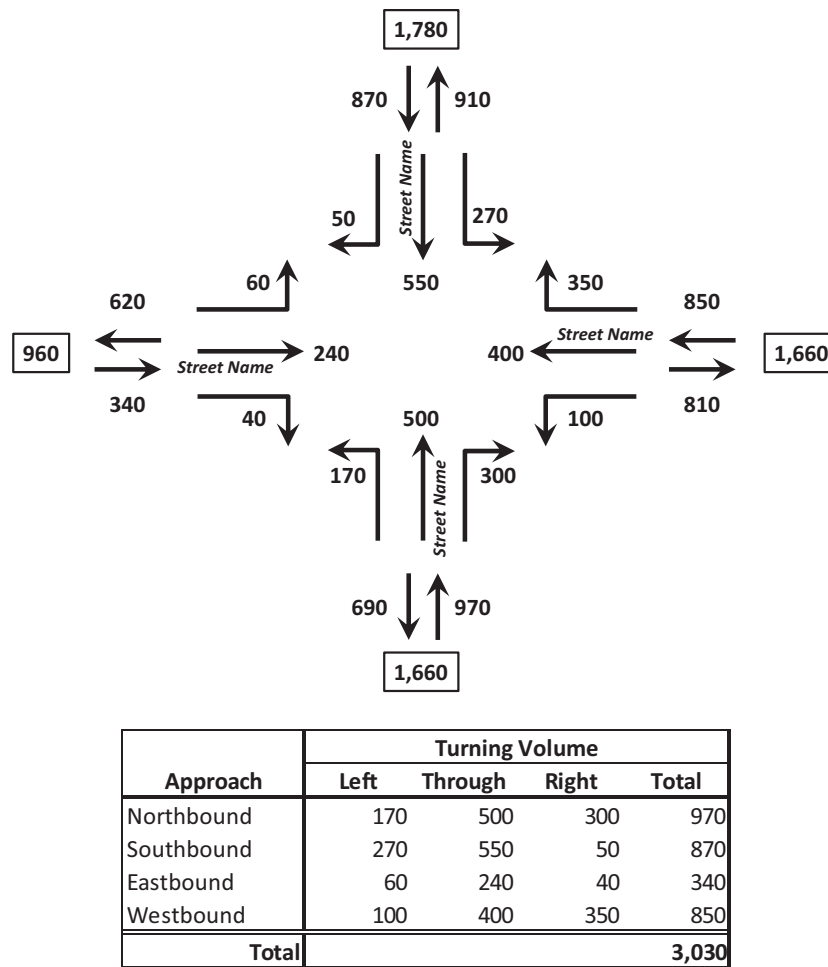 1,780
870 910
Street Name
50 270
550
60 350
620 850
960 240 Street Name 400 Street Name 1,660
340 810
40 500 100
170 300
Street Name
690 970
1,660
Turning Volume
Approach Left Through Right Total
Northbound 170 500 300 970
Southbound 270 550 50 870
Eastbound 60 240 40 340
Westbound 100 400 350 850
Total 3,030